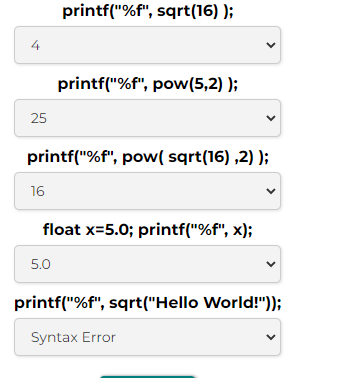 printf("%f", sqrt(16) );
4
printf("%f", pow(5,2) );
25
printf("%f", pow( sqrt(16) ,2) );
16
float x=5.0; printf("%f", x);
5.0
printf("%f", sqrt("Hello World!"));
Syntax Error